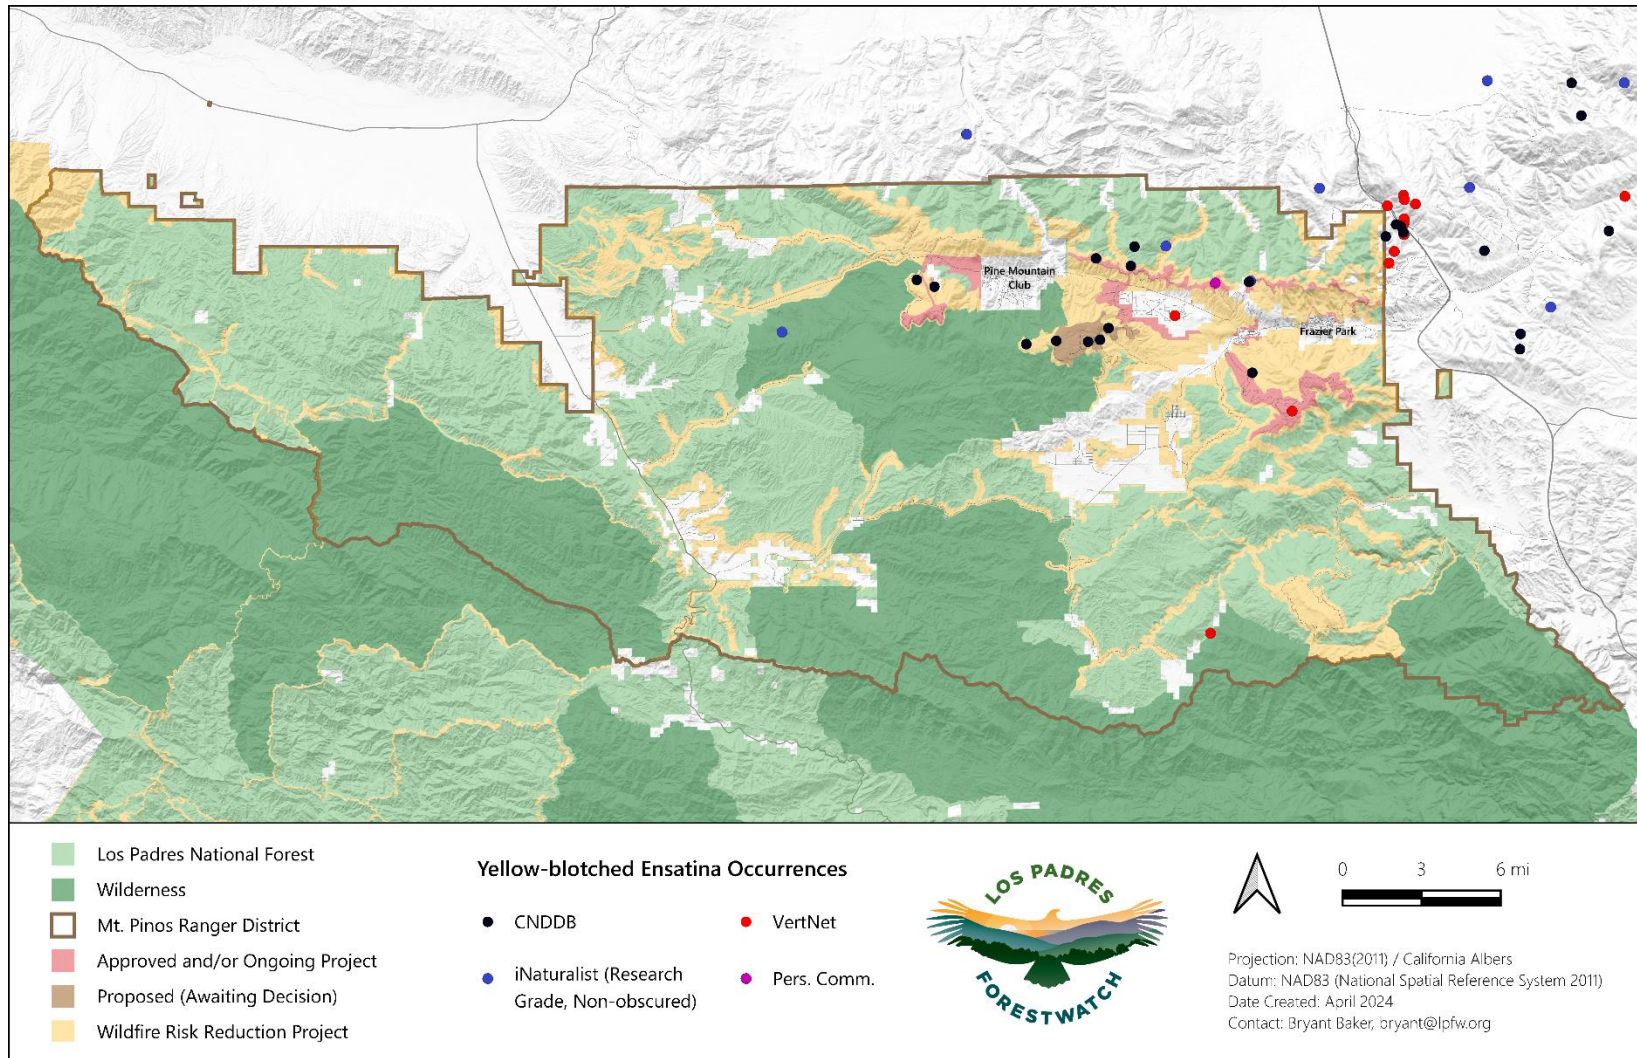 Pine Mountain
Club
Frazier Park
Los Padres National Forest
Wilderness
Mt. Pinos Ranger District
Approved and/or Ongoing Project
Proposed (Awaiting Decision)
Wildfire Risk Reduction Project
Yellow-blotched Ensatina Occurrences
CNDDB
VertNet
iNaturalist (Research
Grade, Non-obscured)
Pers. Comm.
LOS PADRES
FORESTWATCH
0 3 6 mi
Projection: NAD83(2011) / California Albers
Datum: NAD83 (National Spatial Reference System 2011)
Date Created: April 2024
Contact: Bryant Baker, bryant@lpfw.org